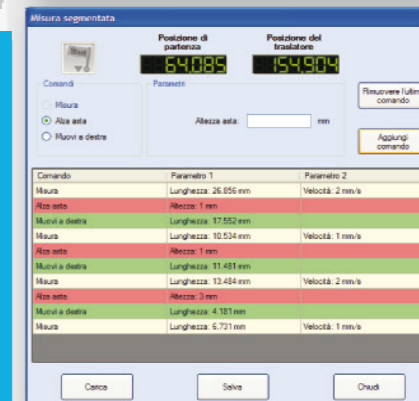 Misura segmentata
Start
Posizione di
partenza
Posizione del
traslatore
64,085
154,904
Comandi
Parametri
Misura
Alza asta
Muovi a destra
Altezza asta:
mm
Rimuovere l'ultim
comando
Aggiungi
comando
Comando Parametro 1 Parametro 2
Misura Lunghezza: 26.856 mm Velocità: 2 mm/s
Alza asta Altezza: 1 mm
Muovi a destra Lunghezza: 17.552 mm
Misura Lunghezza: 10.534 mm Velocità: 1 mm/s
Alza asta Altezza: 1 mm
Muovi a destra Lunghezza: 11.481 mm
Misura Lunghezza: 13.484 mm Velocità: 2 mm/s
Alza asta Altezza: 3 mm
Muovi a destra Lunghezza: 4.181 mm
Misura Lunghezza: 6.731 mm Velocità: 1 mm/s
Carica
Salva
Chiudi